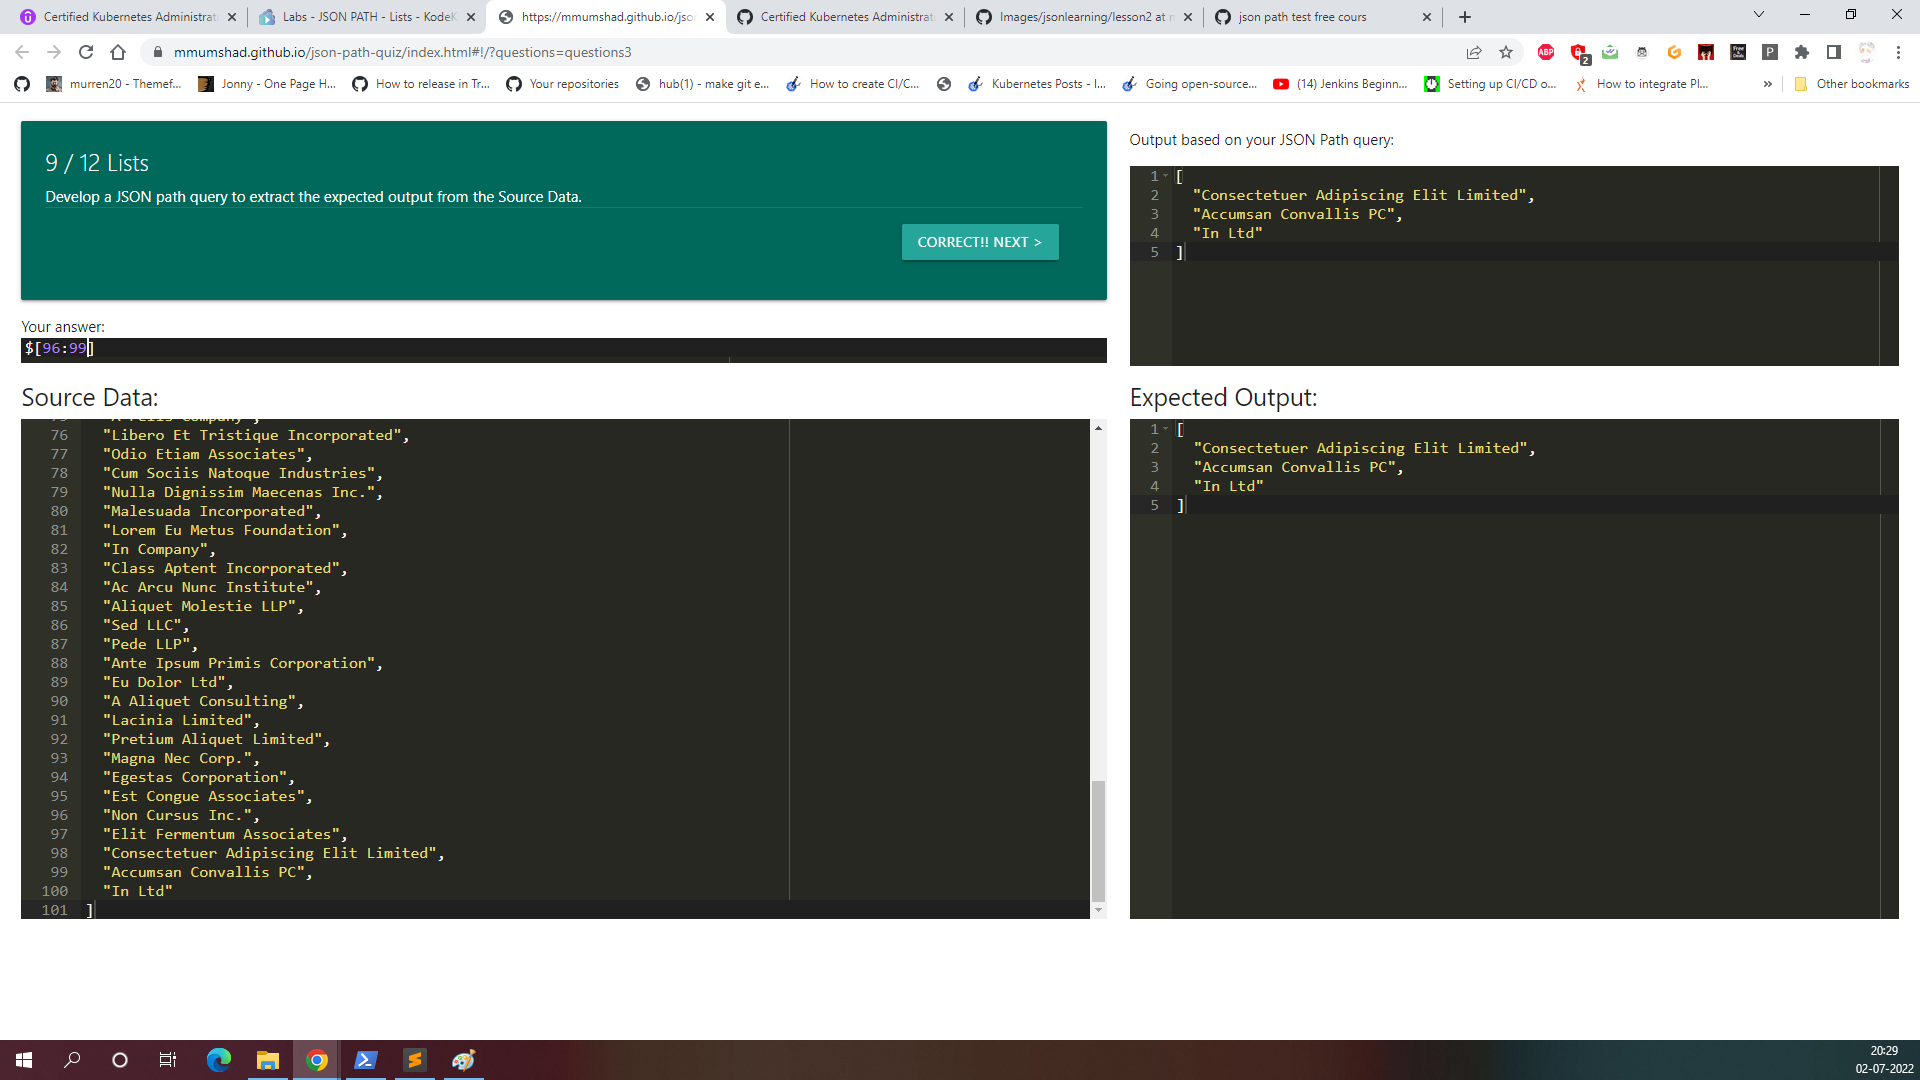 Certified Kubernetes Administrat
Labs - JSON PATH - Lists - KodeK
https://mmumshad.github.io/jso
Certified Kubernetes Administrat
Images/jsonlearning/lesson2 at m
json path test free cours
mmumshad.github.io/json-path-quiz/index.html#!/?questions=questions3
ABP
2
murren20 - Themef...
Jonny - One Page H...
How to release in Tr...
Your repositories
hub(1) - make git e...
How to create CI/C...
Kubernetes Posts - I...
Going open-source...
(14) Jenkins Beginn...
Setting up CI/CD o...
How to integrate Pl...
»
Other bookmarks
9 / 12 Lists
Develop a JSON path query to extract the expected output from the Source Data.
CORRECT!! NEXT >
Your answer:
$[96:99]
Source Data:
76 "Libero Et Tristique Incorporated",
77 "Odio Etiam Associates",
78 "Cum Sociis Natoque Industries",
79 "Nulla Dignissim Maecenas Inc.",
80 "Malesuada Incorporated",
81 "Lorem Eu Metus Foundation",
82 "In Company",
83 "Class Aptent Incorporated",
84 "Ac Arcu Nunc Institute",
85 "Aliquet Molestie LLP",
86 "Sed LLC",
87 "Pede LLP",
88 "Ante Ipsum Primis Corporation",
89 "Eu Dolor Ltd",
90 "A Aliquet Consulting",
91 "Lacinia Limited",
92 "Pretium Aliquet Limited",
93 "Magna Nec Corp.",
94 "Egestas Corporation",
95 "Est Congue Associates",
96 "Non Cursus Inc.",
97 "Elit Fermentum Associates",
98 "Consectetuer Adipiscing Elit Limited",
99 "Accumsan Convallis PC",
100 "In Ltd"
101 ]
Output based on your JSON Path query:
1 [
2 "Consectetuer Adipiscing Elit Limited",
3 "Accumsan Convallis PC",
4 "In Ltd"
5 ]
Expected Output:
1 [
2 "Consectetuer Adipiscing Elit Limited",
3 "Accumsan Convallis PC",
4 "In Ltd"
5 ]
20:29
02-07-2022